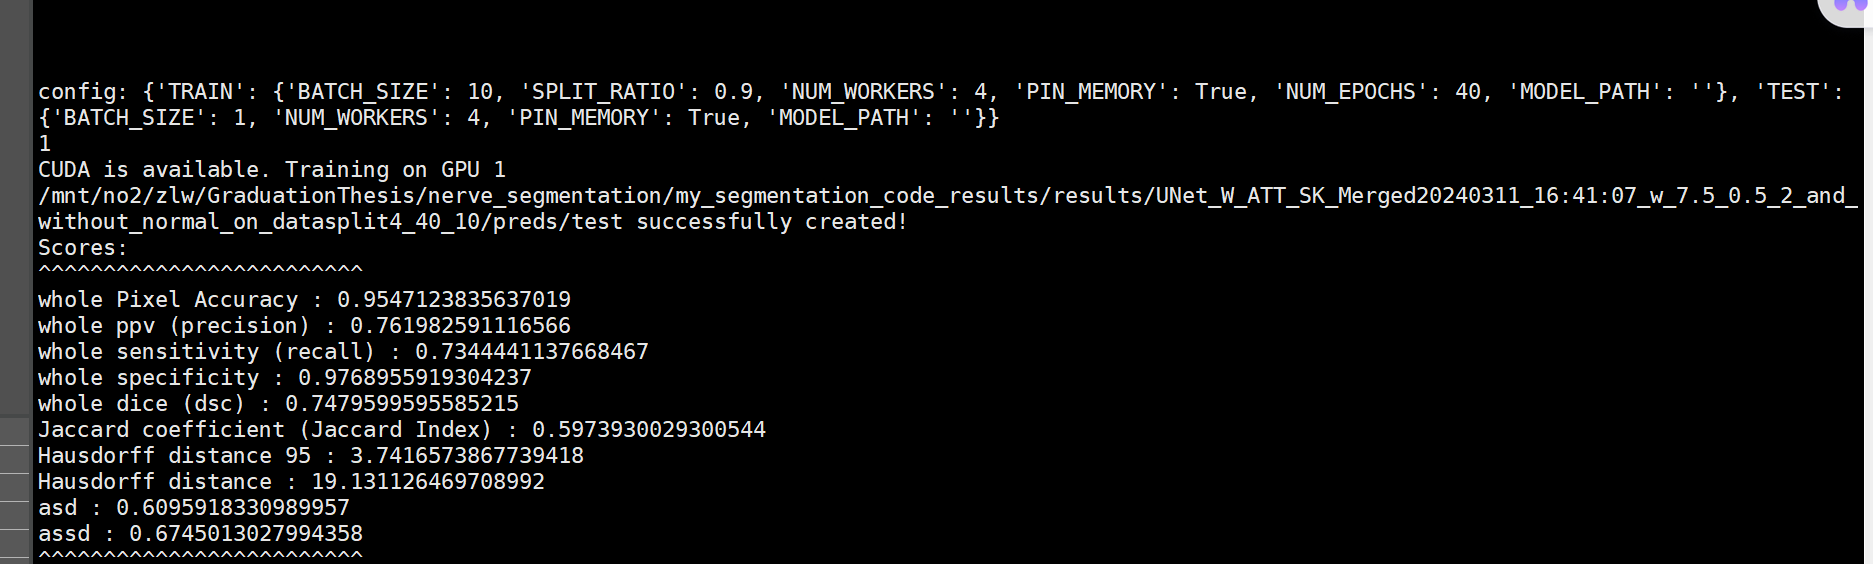 config: {'TRAIN': {'BATCH_SIZE': 10, 'SPLIT_RATIO': 0.9, 'NUM_WORKERS': 4, 'PIN_MEMORY': True, 'NUM_EPOCHS': 40, 'MODEL_PATH': ''}, 'TEST':
{'BATCH_SIZE': 1, 'NUM_WORKERS': 4, 'PIN_MEMORY': True, 'MODEL_PATH': ''}}
1
CUDA is available. Training on GPU 1
/mnt/no2/zlw/GraduationThesis/nerve_segmentation/my_segmentation_code_results/results/UNet_W_ATT_SK_Merged20240311_16:41:07_w_7.5_0.5_2_and_
without_normal_on_datasplit4_40_10/preds/test successfully created!
Scores:
^^^^^^^^^^^^^^^^^^^^^^^^^
whole Pixel Accuracy : 0.9547123835637019
whole ppv (precision) : 0.761982591116566
whole sensitivity (recall) : 0.7344441137668467
whole specificity : 0.9768955919304237
whole dice (dsc) : 0.7479599595585215
Jaccard coefficient (Jaccard Index) : 0.5973930029300544
Hausdorff distance 95 : 3.7416573867739418
Hausdorff distance : 19.131126469708992
asd : 0.6095918330989957
assd : 0.6745013027994358
^^^^^^^^^^^^^^^^^^^^^^^^^